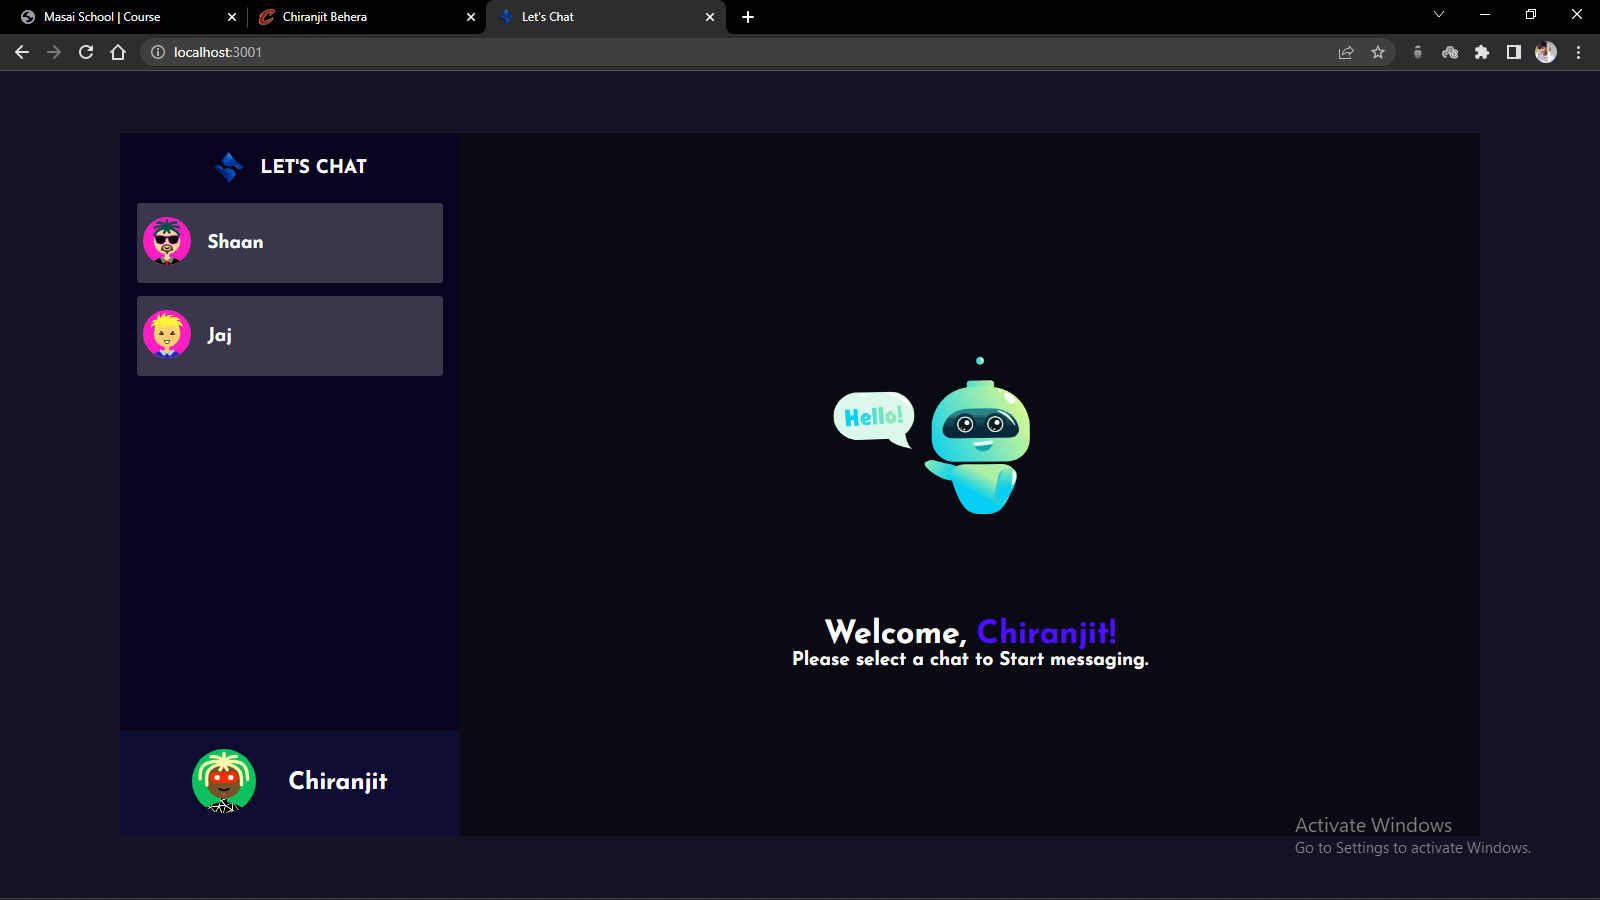 Masai School | Course
Chiranjit Behera
Let's Chat
localhost:3001
LET'S CHAT
Shaan
Jaj
Hello!
Welcome, Chiranjit!
Please select a chat to Start messaging.
Chiranjit
Activate Windows
Go to Settings to activate Windows.